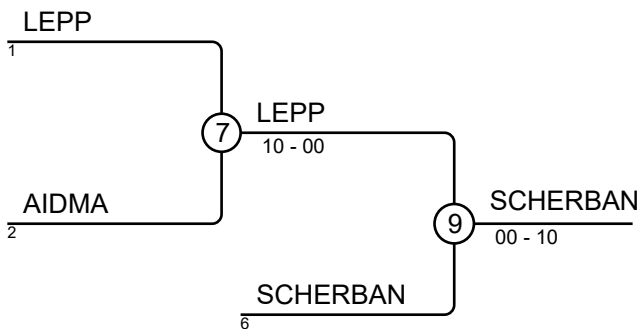 LEPP
1
7
LEPP
10 - 00
AIDMA
2
9
SCHERBAN
00 - 10
SCHERBAN
6